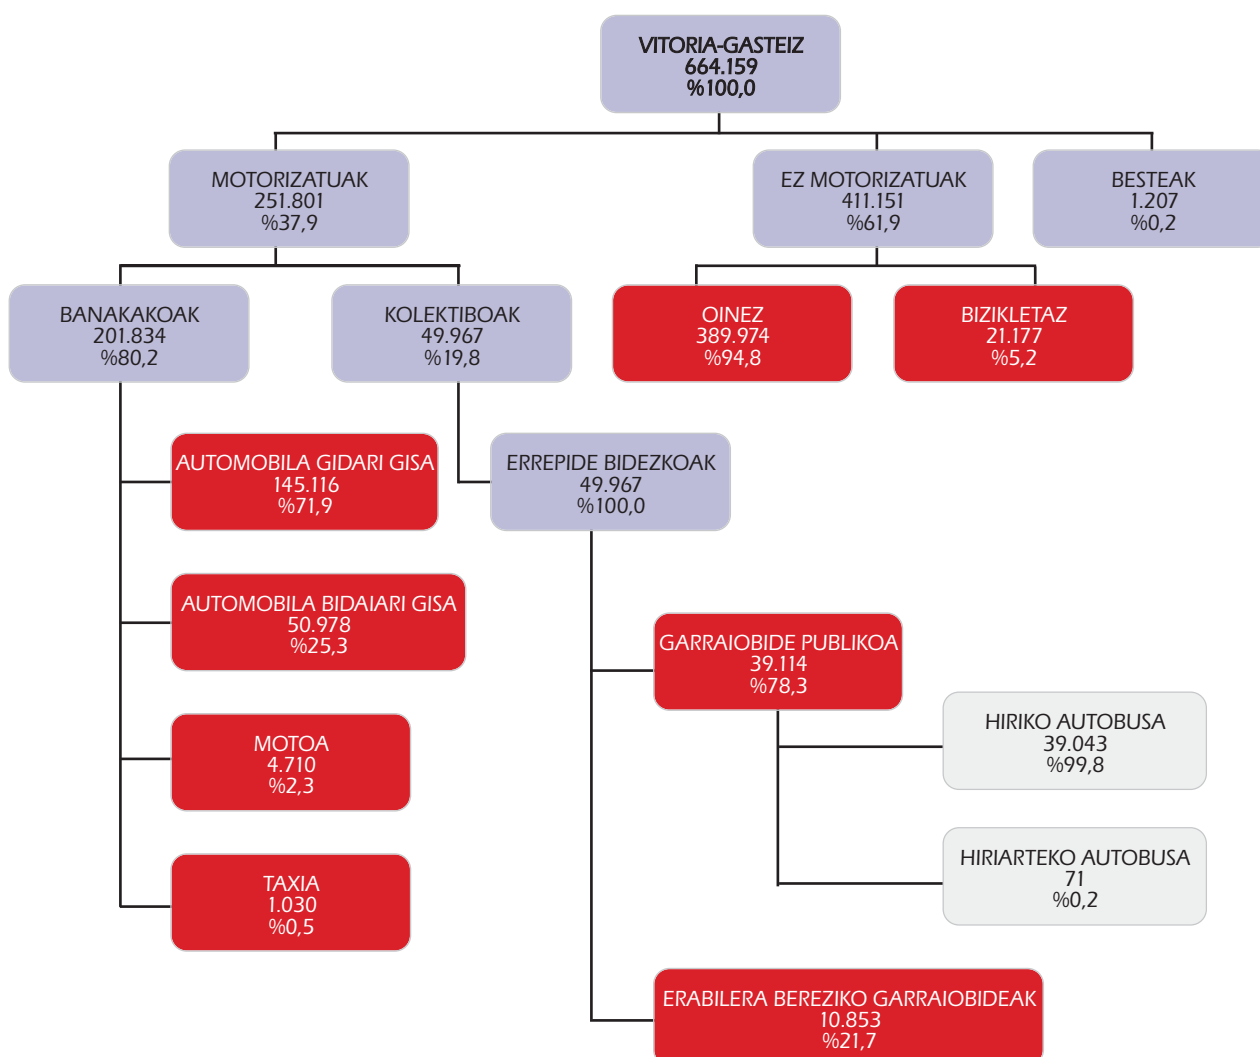 VITORIA-GASTEIZ
664.159
%100,0
MOTORIZATUAK
251.801
%37,9
EZ MOTORIZATUAK
411.151
%61,9
BESTEAK
1.207
%0,2
BANAKAKOAK
201.834
%80,2
KOLEKTIBOAK
49.967
%19,8
OINEZ
389.974
%94,8
BIZIKLETAZ
21.177
%5,2
AUTOMOBILA GIDARI GISA
145.116
%71,9
ERREPIDE BIDEZKOAK
49.967
%100,0
AUTOMOBILA BIDAIARI GISA
50.978
%25,3
GARRAIOBIDE PUBLIKOA
39.114
%78,3
MOTOA
4.710
%2,3
HIRIKO AUTOBUSA
39.043
%99,8
TAXIA
1.030
%0,5
HIRIARTEKO AUTOBUSA
71
%0,2
ERABILERA BEREZIKO GARRAIOBIDEAK
10.853
%21,7